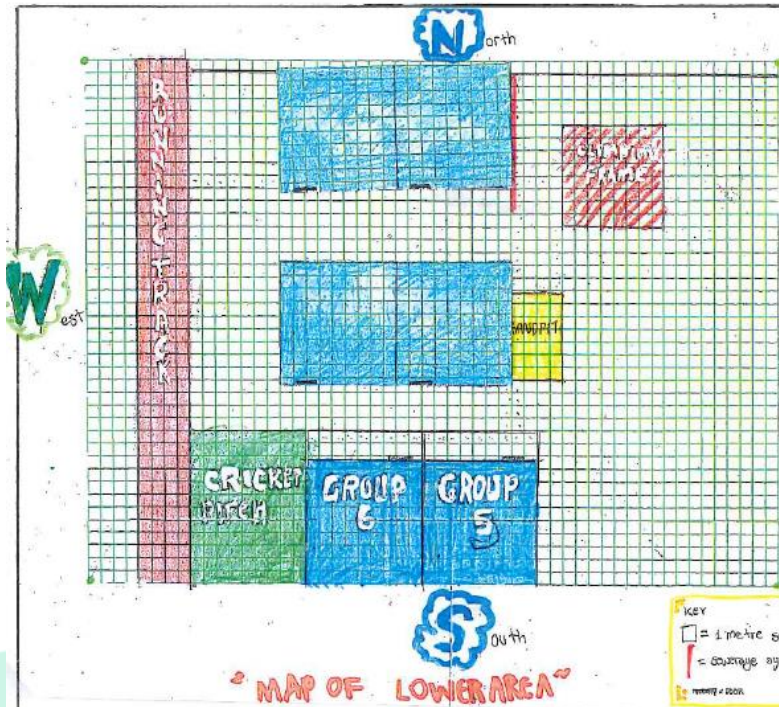 North
RUNNING TRACK
CLIMBING FRAME
West
SANDPIT
CRICKET
PITCH
GROUP
6
GROUP
5
South
KEY
= 1 metre s
"MAP OF LOWER AREA"